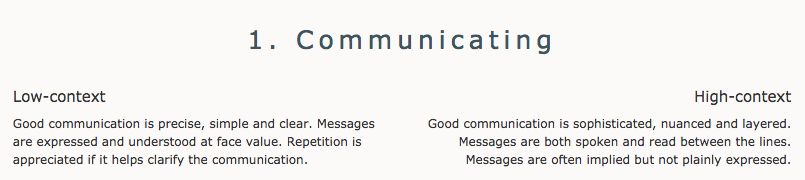 1. Communicating
Low-context
Good communication is precise, simple and clear. Messages
are expressed and understood at face value. Repetition is
appreciated if it helps clarify the communication.
High-context
Good communication is sophisticated, nuanced and layered.
Messages are both spoken and read between the lines.
Messages are often implied but not plainly expressed.